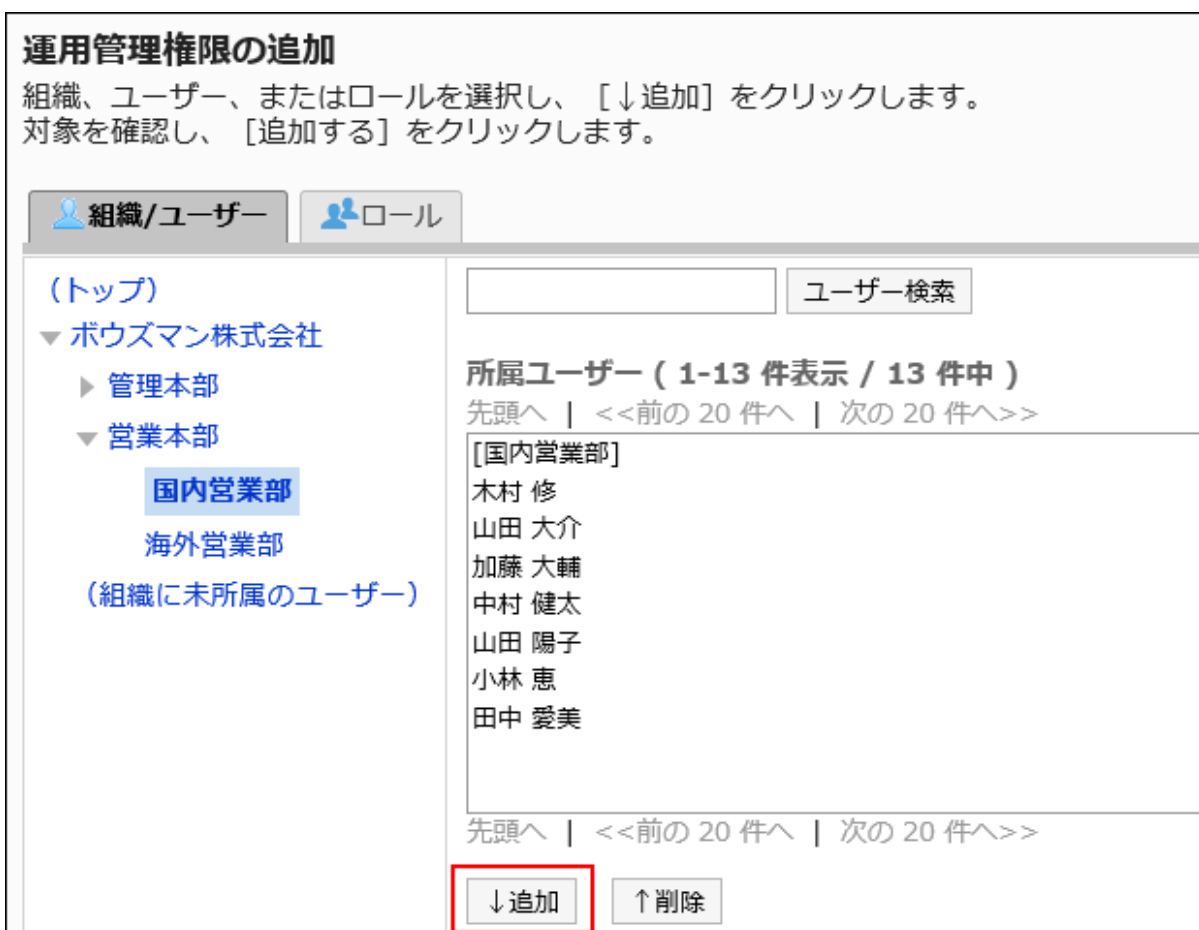 運用管理権限の追加
組織、ユーザー、またはロールを選択し、［↓追加］をクリックします。
対象を確認し、［追加する］をクリックします。
組織/ユーザー ロール
（トップ）
ボウズマン株式会社
管理本部
営業本部
国内営業部
海外営業部
（組織に未所属のユーザー）
ユーザー検索
所属ユーザー ( 1-13 件表示 / 13 件中 )
先頭へ | <<前の 20 件へ | 次の 20 件へ>>
[国内営業部]
木村 修
山田 大介
加藤 大輔
中村 健太
山田 陽子
小林 恵
田中 愛美
先頭へ | <<前の 20 件へ | 次の 20 件へ>>
↓追加 ↑削除